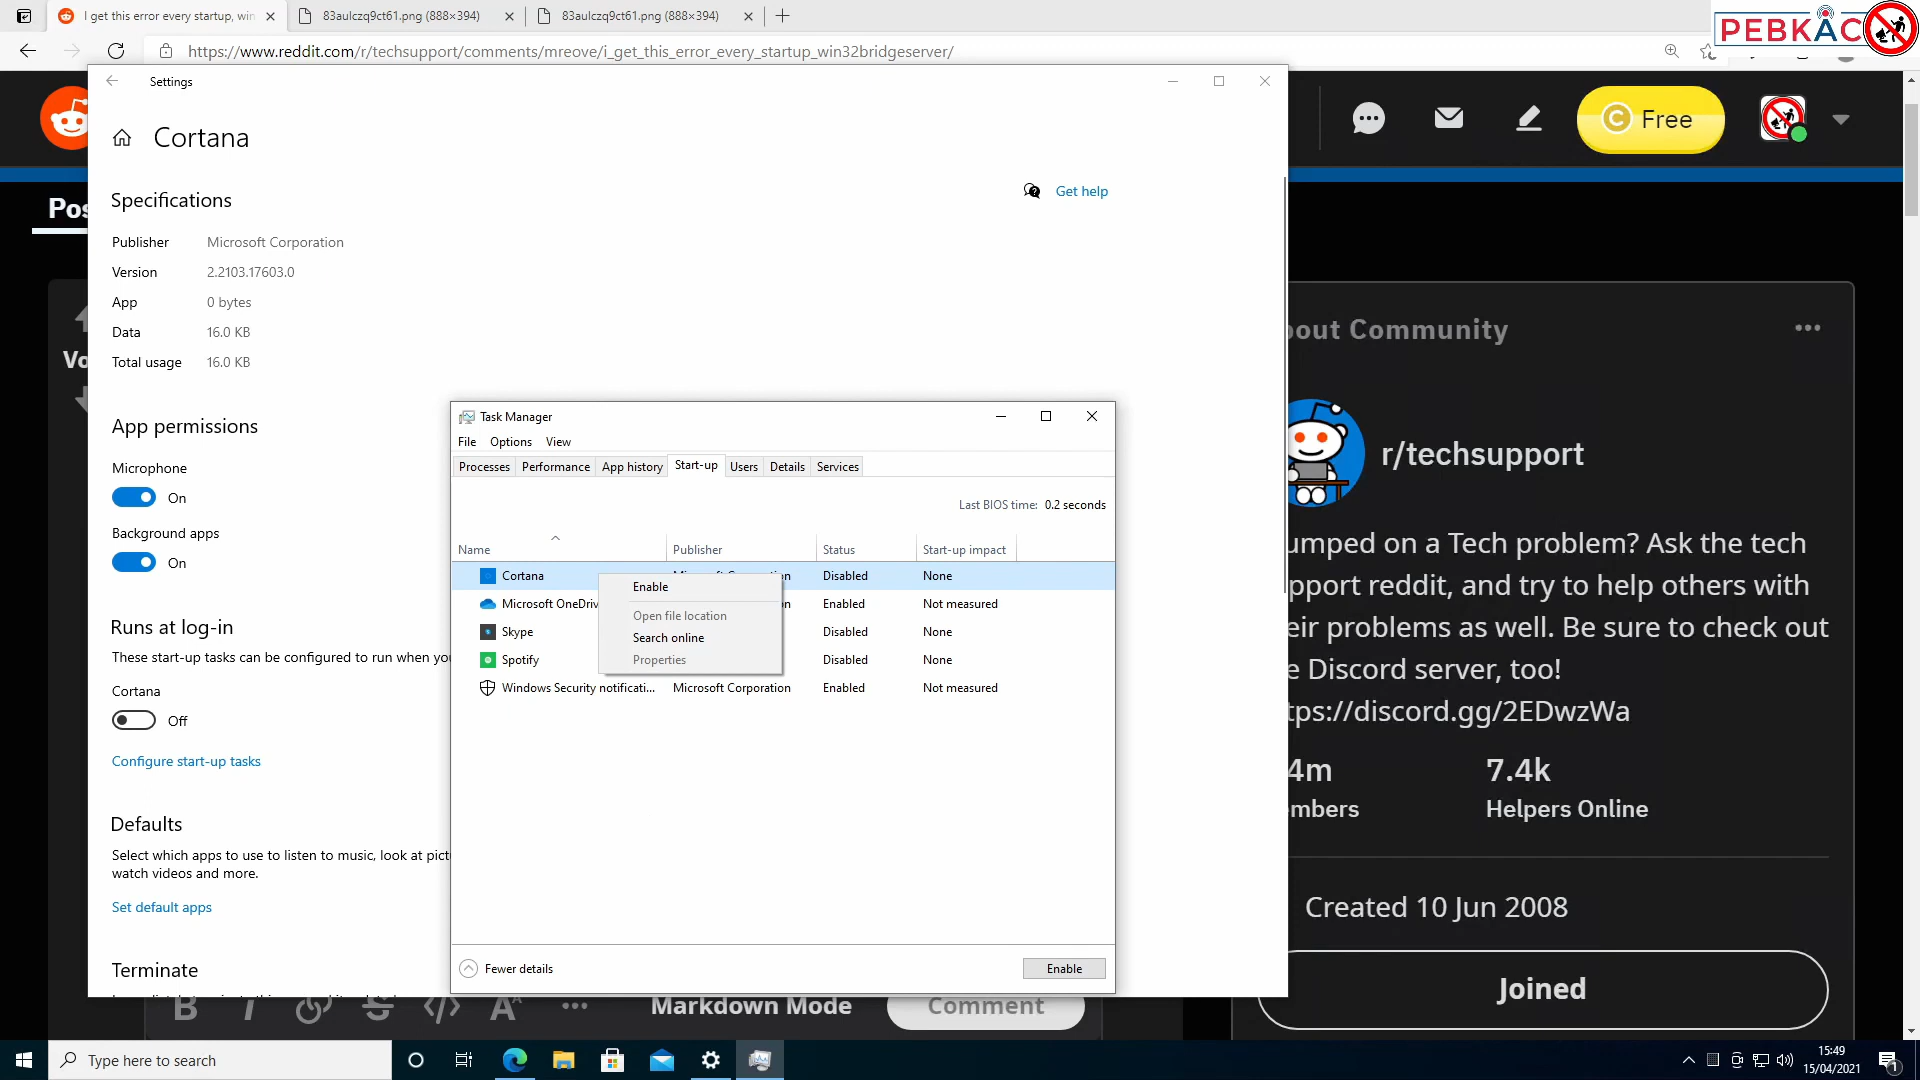 I get this error every startup, win
83aulczq9ct61.png (888×394)
83aulczq9ct61.png (888×394)
PEBKAC
https://www.reddit.com/r/techsupport/comments/mreove/i_get_this_error_every_startup_win32bridgeserver/
Settings
Free
Cortana
Specifications
Get help
Publisher Microsoft Corporation
Version 2.2103.17603.0
App 0 bytes
Data 16.0 KB
Total usage 16.0 KB
App permissions
Microphone
On
Background apps
On
Runs at log-in
These start-up tasks can be configured to run when you
Cortana
Off
Configure start-up tasks
Defaults
Select which apps to use to listen to music, look at pict
watch videos and more.
Set default apps
Terminate
Task Manager
File Options View
Processes Performance App history Start-up Users Details Services
Last BIOS time: 0.2 seconds
Name Publisher Status Start-up impact
Cortana Disabled None
Microsoft OneDriv Enabled Not measured
Skype Disabled None
Spotify Disabled None
Windows Security notificati... Microsoft Corporation Enabled Not measured
Enable
Open file location
Search online
Properties
Fewer details
Enable
Pos
Vo
bout Community
r/techsupport
umped on a Tech problem? Ask the tech
pport reddit, and try to help others with
eir problems as well. Be sure to check out
e Discord server, too!
tps://discord.gg/2EDwzWa
4m 7.4k
mbers Helpers Online
Created 10 Jun 2008
Joined
Markdown Mode
Comment
Type here to search
15:49
15/04/2021
1